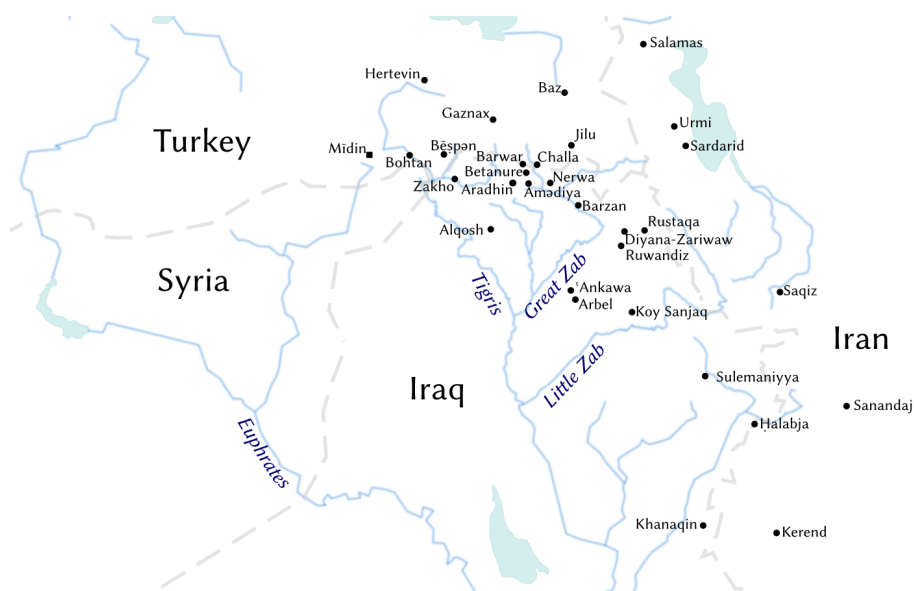 Salamas
Hertevin
Baz
Gaznax
Urmi
Jilu
Turkey
Sardarid
Mīdin
Bohtan
Bēṣpən
Barwar
Challa
Betanure
Nerwa
Zakho
Aradhin
Aməḏiya
Barzan
Rustaqa
Alqosh
Diyana-Zariwaw
Ruwandiz
Syria
Tigris
Great Zab
ʿAnkawa
Arbel
Saqiz
Koy Sanjaq
Iran
Little Zab
Iraq
Sulemaniyya
Sanandaj
Ḥalabja
Euphrates
Khanaqin
Kerend